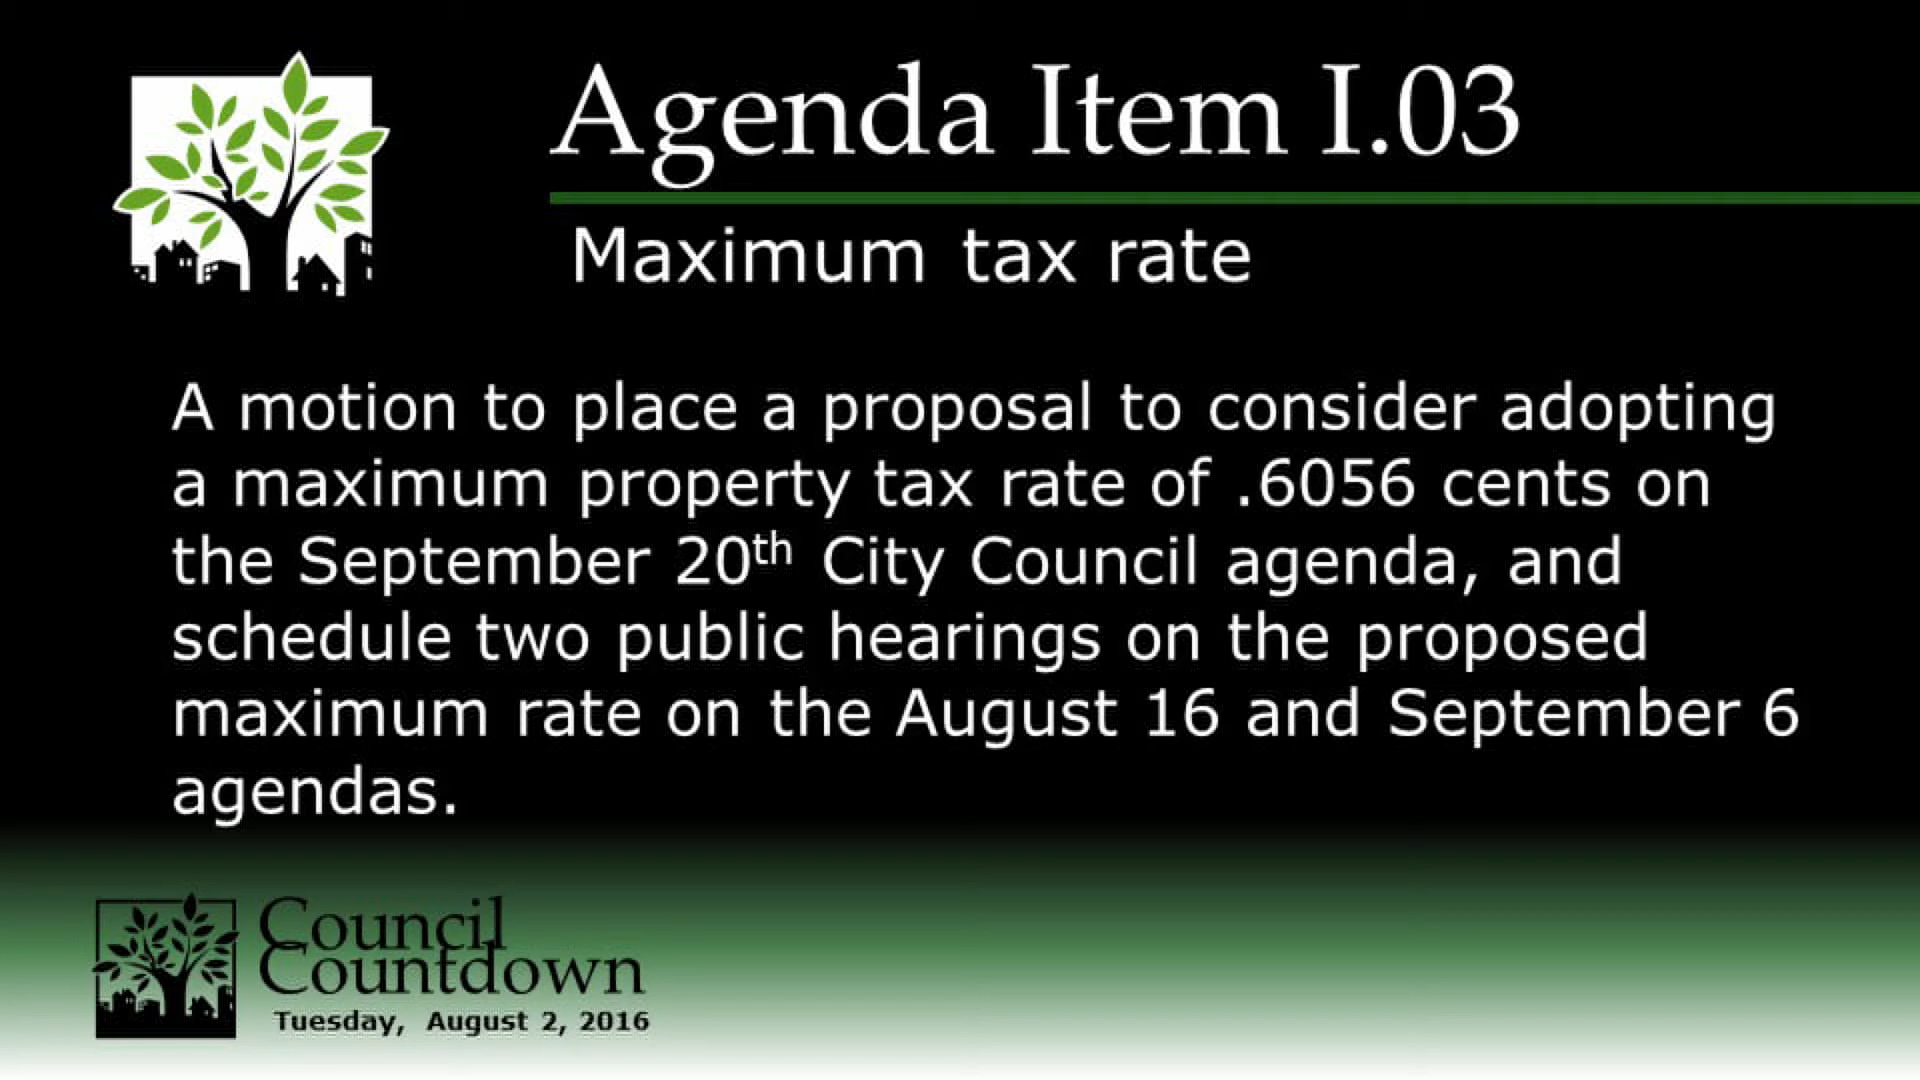 Agenda Item I.03
Maximum tax rate
A motion to place a proposal to consider adopting
a maximum property tax rate of .6056 cents on
the September 20th City Council agenda, and
schedule two public hearings on the proposed
maximum rate on the August 16 and September 6
agendas.
Council
Countdown
Tuesday, August 2, 2016